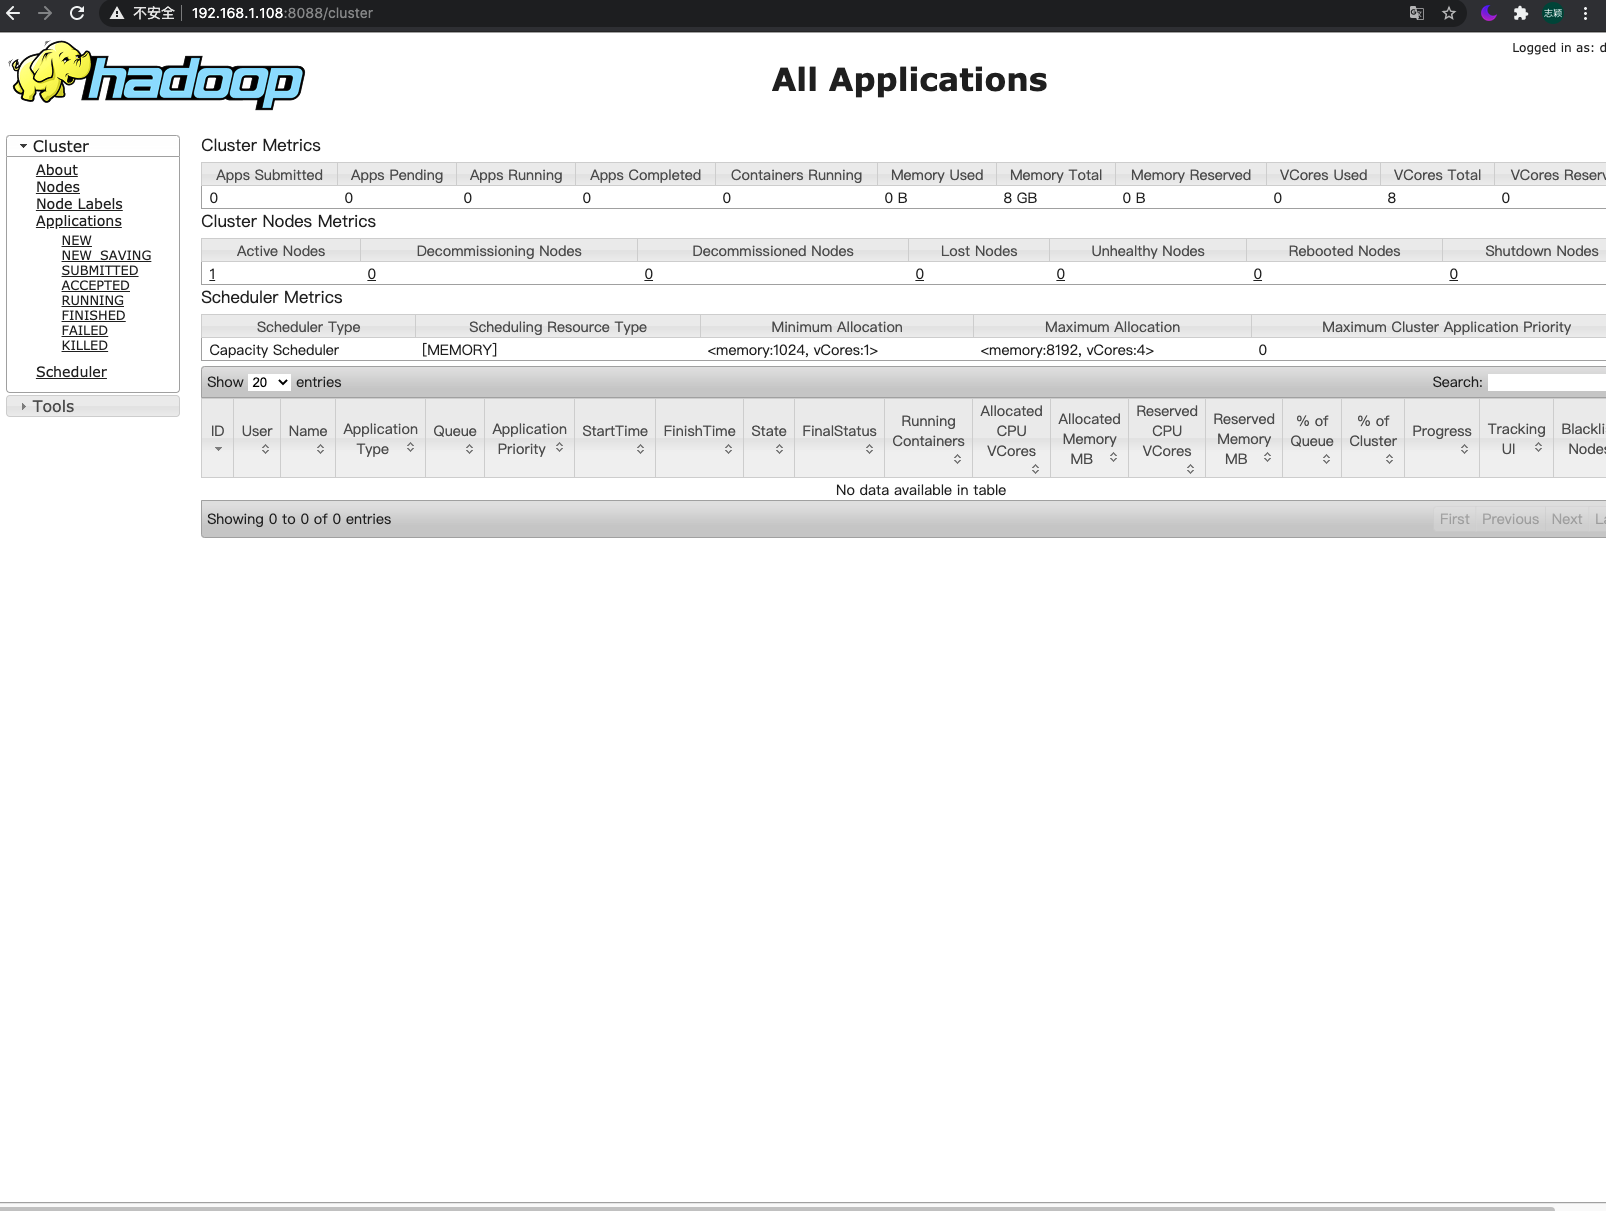 不安全 192.168.1.108:8088/cluster 志颖
Logged in as: d
hadoop
All Applications
Cluster
About
Nodes
Node Labels
Applications
NEW
NEW_SAVING
SUBMITTED
ACCEPTED
RUNNING
FINISHED
FAILED
KILLED
Scheduler
Tools
Cluster Metrics
Apps Submitted Apps Pending Apps Running Apps Completed Containers Running Memory Used Memory Total Memory Reserved VCores Used VCores Total VCores Reserv
0 0 0 0 0 0 B 8 GB 0 B 0 8 0
Cluster Nodes Metrics
Active Nodes Decommissioning Nodes Decommissioned Nodes Lost Nodes Unhealthy Nodes Rebooted Nodes Shutdown Nodes
1 0 0 0 0 0 0
Scheduler Metrics
Scheduler Type Scheduling Resource Type Minimum Allocation Maximum Allocation Maximum Cluster Application Priority
Capacity Scheduler [MEMORY] <memory:1024, vCores:1> <memory:8192, vCores:4> 0
Show 20 entries Search:
ID User Name Application Type Queue Application Priority StartTime FinishTime State FinalStatus Running Containers Allocated CPU VCores Allocated Memory MB Reserved CPU VCores Reserved Memory MB % of Queue % of Cluster Progress Tracking UI Blackli Nodes
No data available in table
Showing 0 to 0 of 0 entries First Previous Next La